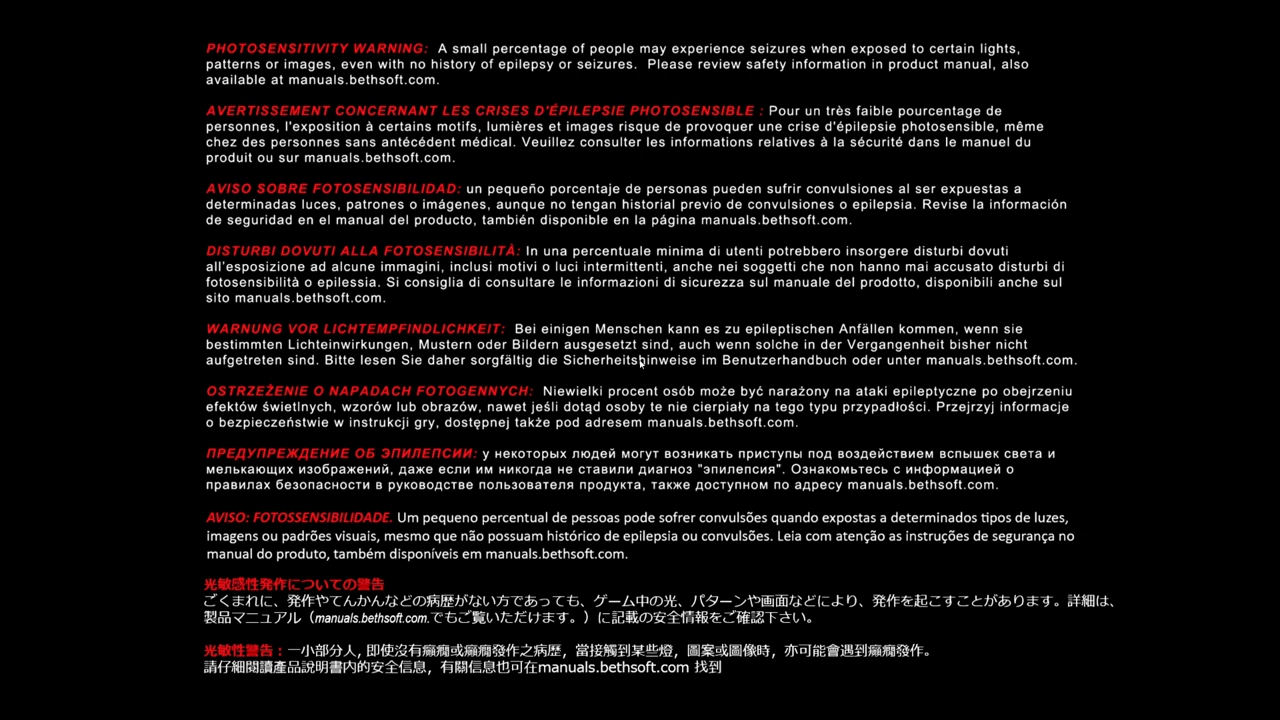 PHOTOSENSITIVITY WARNING: A small percentage of people may experience seizures when exposed to certain lights,
patterns or images, even with no history of epilepsy or seizures. Please review safety information in product manual, also
available at manuals.bethsoft.com.
AVERTISSEMENT CONCERNANT LES CRISES D'ÉPILEPSIE PHOTOSENSIBLE : Pour un très faible pourcentage de
personnes, l'exposition à certains motifs, lumières et images risque de provoquer une crise d'épilepsie photosensible, même
chez des personnes sans antécédent médical. Veuillez consulter les informations relatives à la sécurité dans le manuel du
produit ou sur manuals.bethsoft.com.
AVISO SOBRE FOTOSENSIBILIDAD: un pequeño porcentaje de personas pueden sufrir convulsiones al ser expuestas a
determinadas luces, patrones o imágenes, aunque no tengan historial previo de convulsiones o epilepsia. Revise la información
de seguridad en el manual del producto, también disponible en la página manuals.bethsoft.com.
DISTURBI DOVUTI ALLA FOTOSENSIBILITÀ: In una percentuale minima di utenti potrebbero insorgere disturbi dovuti
all'esposizione ad alcune immagini, inclusi motivi o luci intermittenti, anche nei soggetti che non hanno mai accusato disturbi di
fotosensibilità o epilessia. Si consiglia di consultare le informazioni di sicurezza sul manuale del prodotto, disponibili anche sul
sito manuals.bethsoft.com.
WARNUNG VOR LICHTEMPFINDLICHKEIT: Bei einigen Menschen kann es zu epileptischen Anfällen kommen, wenn sie
bestimmten Lichteinwirkungen, Mustern oder Bildern ausgesetzt sind, auch wenn solche in der Vergangenheit bisher nicht
aufgetreten sind. Bitte lesen Sie daher sorgfältig die Sicherheitshinweise im Benutzerhandbuch oder unter manuals.bethsoft.com.
OSTRZEŻENIE O NAPADACH FOTOGENNYCH: Niewielki procent osób może być narażony na ataki epileptyczne po obejrzeniu
efektów świetlnych, wzorów lub obrazów, nawet jeśli dotąd osoby te nie cierpiały na tego typu przypadłości. Przejrzyj informacje
o bezpieczeństwie w instrukcji gry, dostępnej także pod adresem manuals.bethsoft.com.
ПРЕДУПРЕЖДЕНИЕ ОБ ЭПИЛЕПСИИ: у некоторых людей могут возникать приступы под воздействием вспышек света и
мелькающих изображений, даже если им никогда не ставили диагноз "эпилепсия". Ознакомьтесь с информацией о
правилах безопасности в руководстве пользователя продукта, также доступном по адресу manuals.bethsoft.com.
AVISO: FOTOSSENSIBILIDADE. Um pequeno percentual de pessoas pode sofrer convulsões quando expostas a determinados tipos de luzes,
imagens ou padrões visuais, mesmo que não possuam histórico de epilepsia ou convulsões. Leia com atenção as instruções de segurança no
manual do produto, também disponíveis em manuals.bethsoft.com.
光敏感性発作についての警告
ごくまれに、発作やてんかんなどの病歴がない方であっても、ゲーム中の光、パターンや画面などにより、発作を起こすことがあります。詳細は、
製品マニュアル（manuals.bethsoft.com.でもご覧いただけます。）に記載の安全情報をご確認下さい。
光敏性警告：一小部分人，即使沒有癲癇或癲癇發作之病歷，當接觸到某些燈，圖案或圖像時，亦可能會遇到癲癇發作。
請仔細閱讀產品說明書內的安全信息，有關信息也可在manuals.bethsoft.com 找到